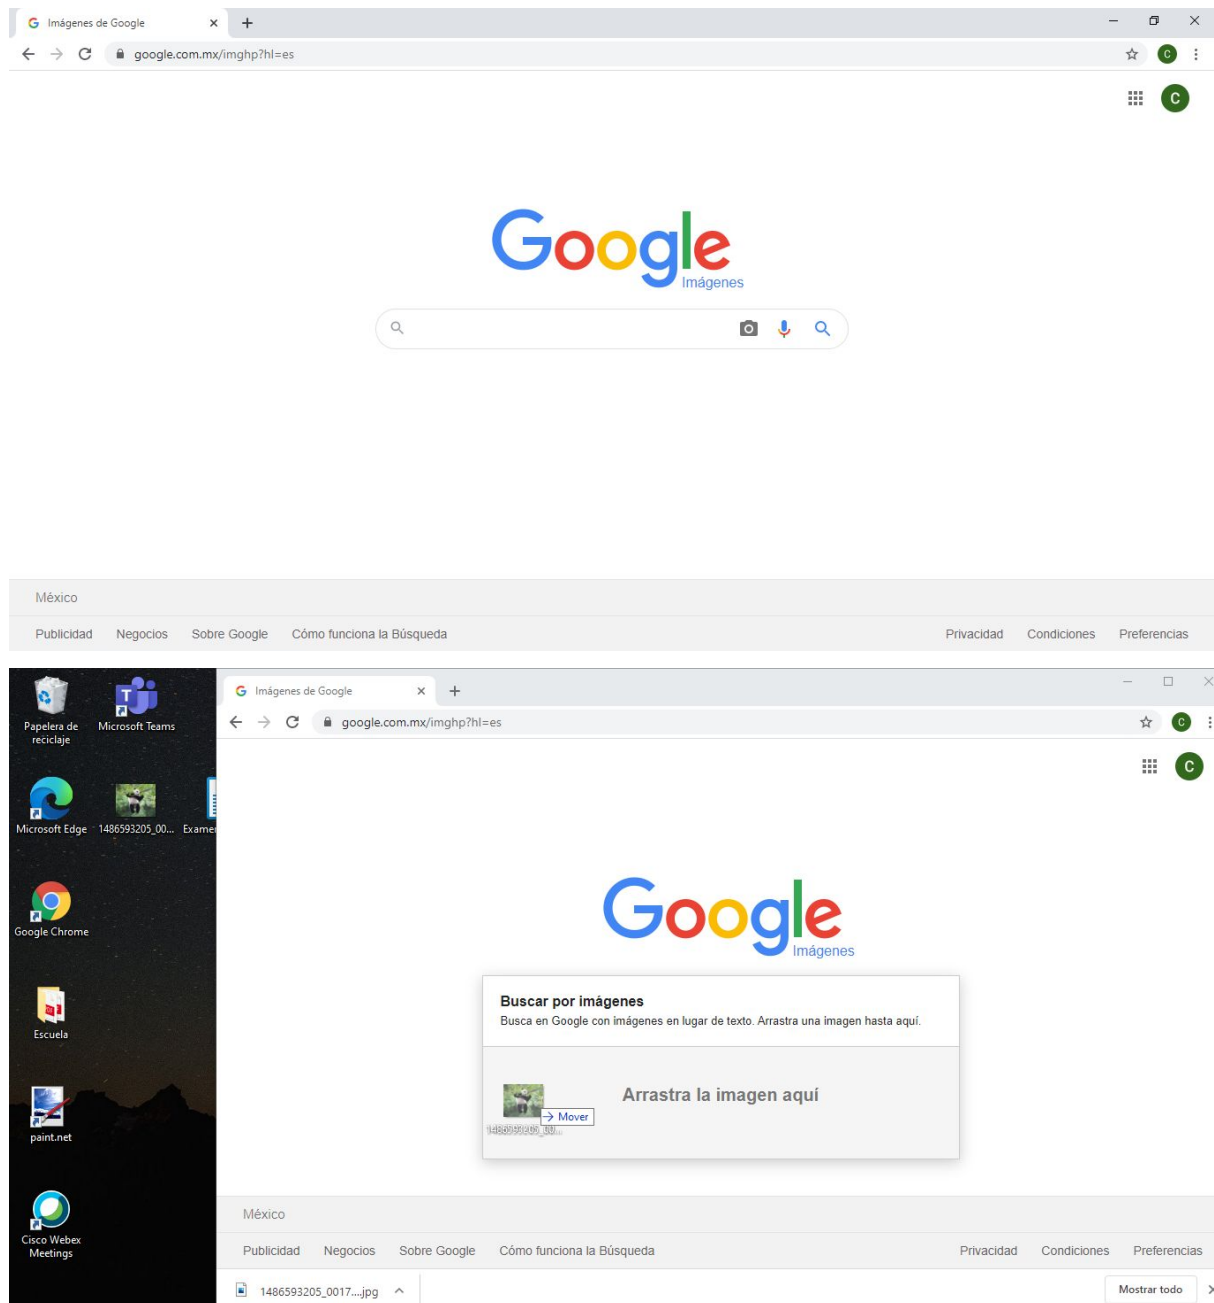 Imágenes de Google
google.com.mx/imghp?hl=es
C
C
Google
Imágenes
México
Publicidad Negocios Sobre Google Cómo funciona la Búsqueda Privacidad Condiciones Preferencias
Papelera de reciclaje
Microsoft Teams
Microsoft Edge
1486593205_00...
Examen
Google Chrome
Escuela
paint.net
Cisco Webex
Meetings
Imágenes de Google
google.com.mx/imghp?hl=es
C
C
Google
Imágenes
Buscar por imágenes
Busca en Google con imágenes en lugar de texto. Arrastra una imagen hasta aquí.
Arrastra la imagen aquí
Mover
1486593205_00...
México
Publicidad Negocios Sobre Google Cómo funciona la Búsqueda Privacidad Condiciones Preferencias
1486593205_0017....jpg
Mostrar todo